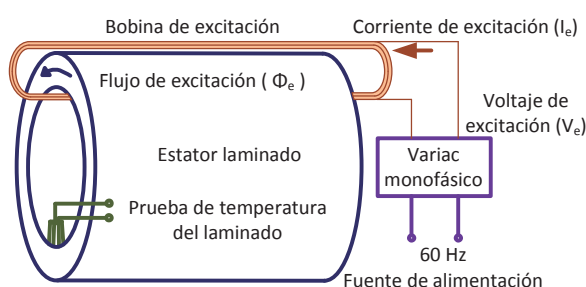 Bobina de excitación
Corriente de excitación (Ie)
Flujo de excitación ( Φe )
Voltaje de
excitación (Ve)
Estator laminado
Variac
monofásico
Prueba de temperatura
del laminado
60 Hz
Fuente de alimentación